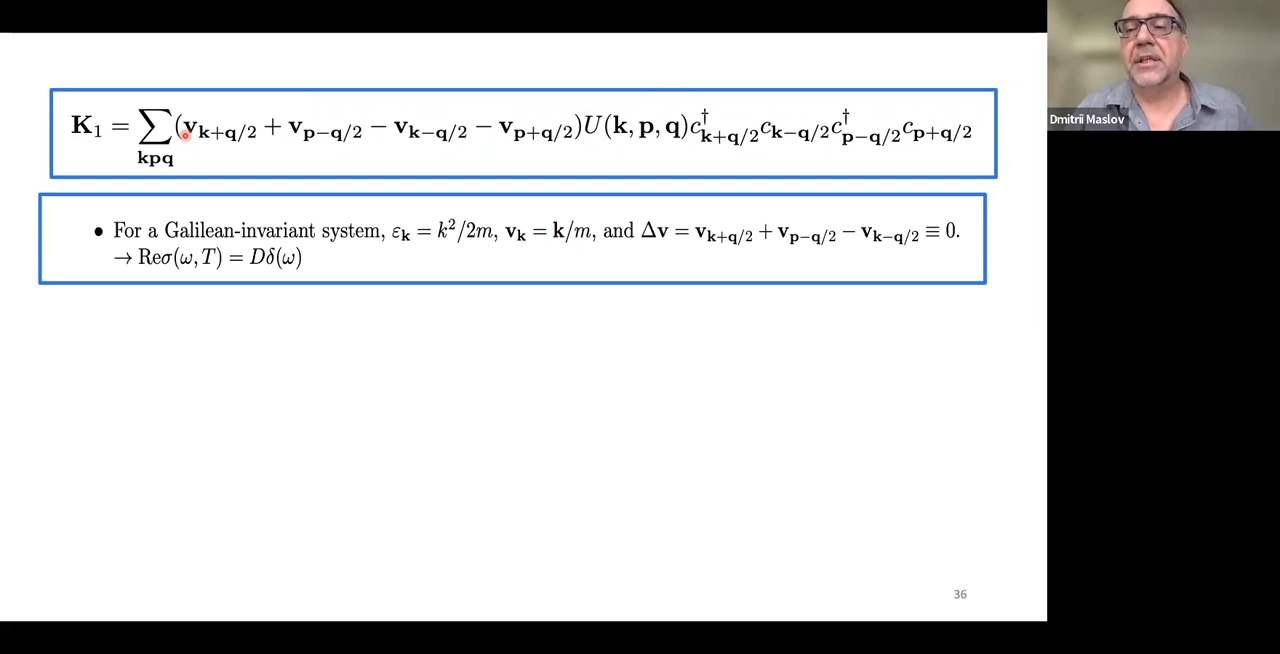 K₁ = ∑ₖₚq (v_{k+q/2} + v_{p−q/2} − v_{k−q/2} − v_{p+q/2})U(k, p, q)c†_{k+q/2}c_{k−q/2}c†_{p−q/2}c_{p+q/2}
• For a Galilean-invariant system, ε_k = k²/2m, v_k = k/m, and Δv = v_{k+q/2} + v_{p−q/2} − v_{k−q/2} ≡ 0.
→ Reσ(ω, T) = Dδ(ω)
36
Dmitrii Maslov